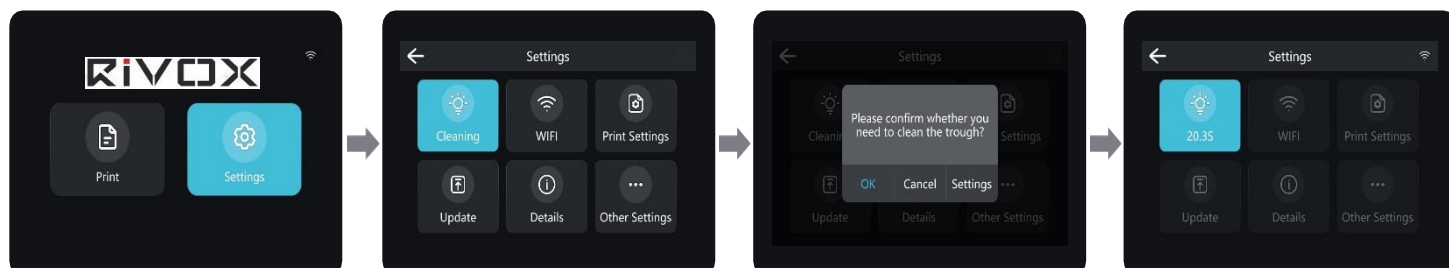 RiVOX
Print
Settings
Settings
Cleaning
WIFI
Print Settings
Update
Details
Other Settings
Settings
Cleanin
Settings
Please confirm whether you
need to clean the trough?
OK
Cancel
Settings
Update
Details
Other Settings
Settings
20.3S
WIFI
Print Settings
Update
Details
Other Settings